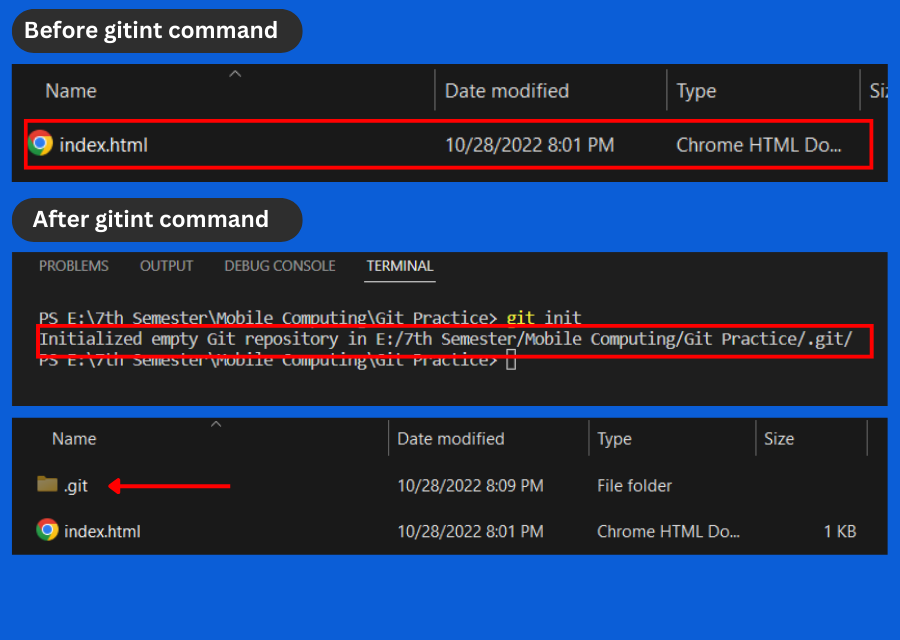 Before gitint command
Name Date modified Type Siz
index.html 10/28/2022 8:01 PM Chrome HTML Do...
After gitint command
PROBLEMS OUTPUT DEBUG CONSOLE TERMINAL
PS E:\7th Semester\Mobile Computing\Git Practice> git init
Initialized empty Git repository in E:/7th Semester/Mobile Computing/Git Practice/.git/
PS E:\7th Semester\Mobile Computing\Git Practice>
Name Date modified Type Size
.git 10/28/2022 8:09 PM File folder
index.html 10/28/2022 8:01 PM Chrome HTML Do... 1 KB